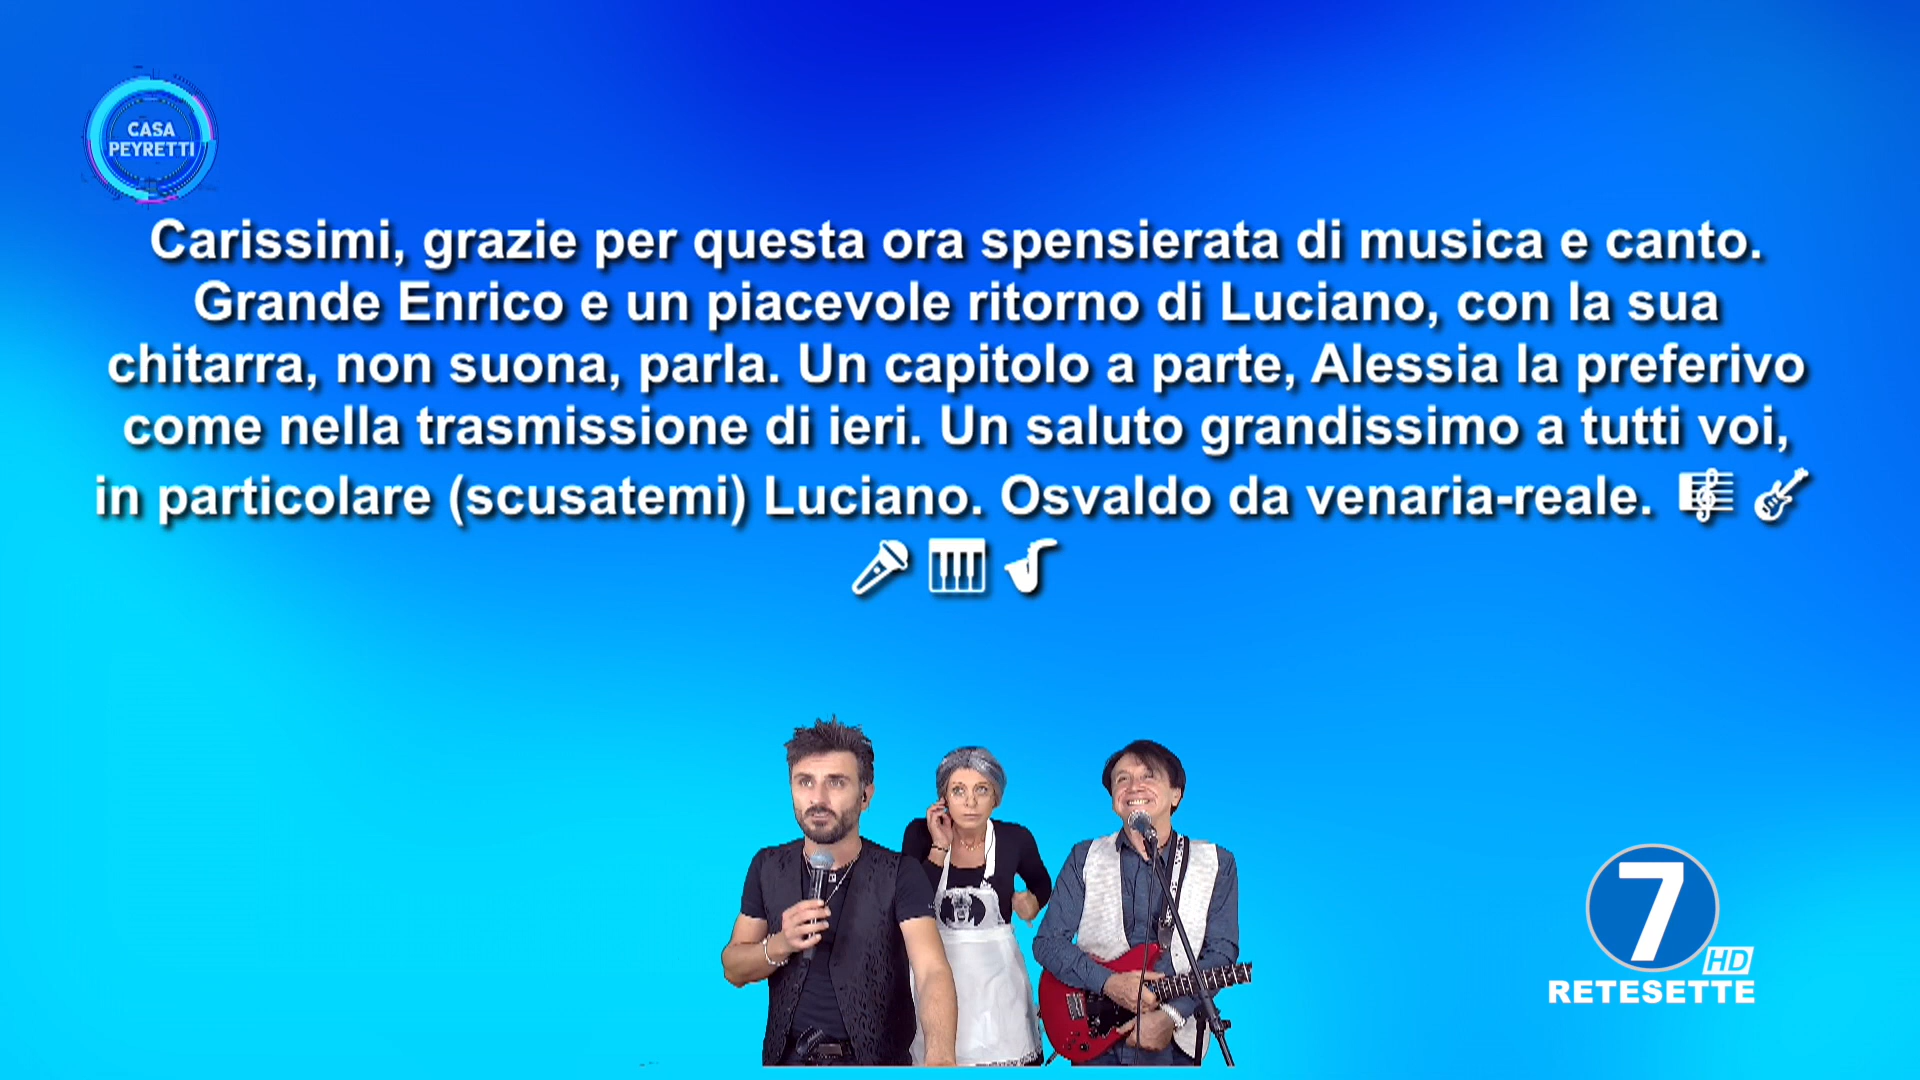 CASA
PEYRETTI
Carissimi, grazie per questa ora spensierata di musica e canto.
Grande Enrico e un piacevole ritorno di Luciano, con la sua
chitarra, non suona, parla. Un capitolo a parte, Alessia la preferivo
come nella trasmissione di ieri. Un saluto grandissimo a tutti voi,
in particolare (scusatemi) Luciano. Osvaldo da venaria-reale. 🎼 🎸
🎤 🎹 🎷
7
HD
RETESETTE